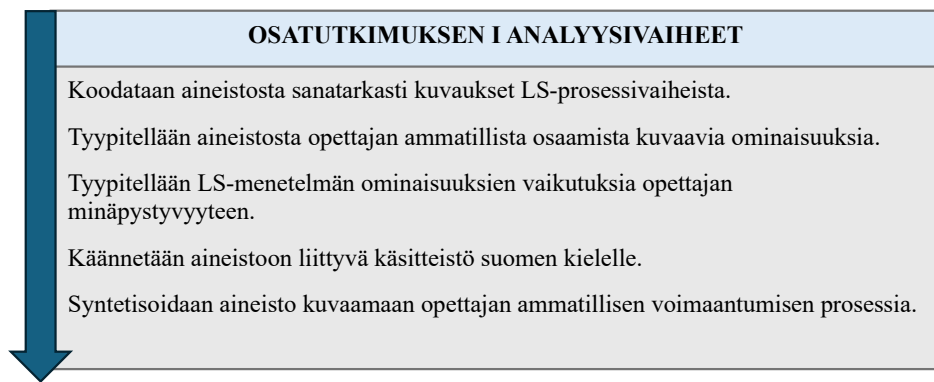 OSATUTKIMUKSEN I ANALYYSIVAIHEET
Koodataan aineistosta sanatarkasti kuvaukset LS-prosessivaiheista.
Tyypitellään aineistosta opettajan ammatillista osaamista kuvaavia ominaisuuksia.
Tyypitellään LS-menetelmän ominaisuuksien vaikutuksia opettajan
minäpystyvyyteen.
Käännetään aineistoon liittyvä käsitteistö suomen kielelle.
Syntetisoidaan aineisto kuvaamaan opettajan ammatillisen voimaantumisen prosessia.